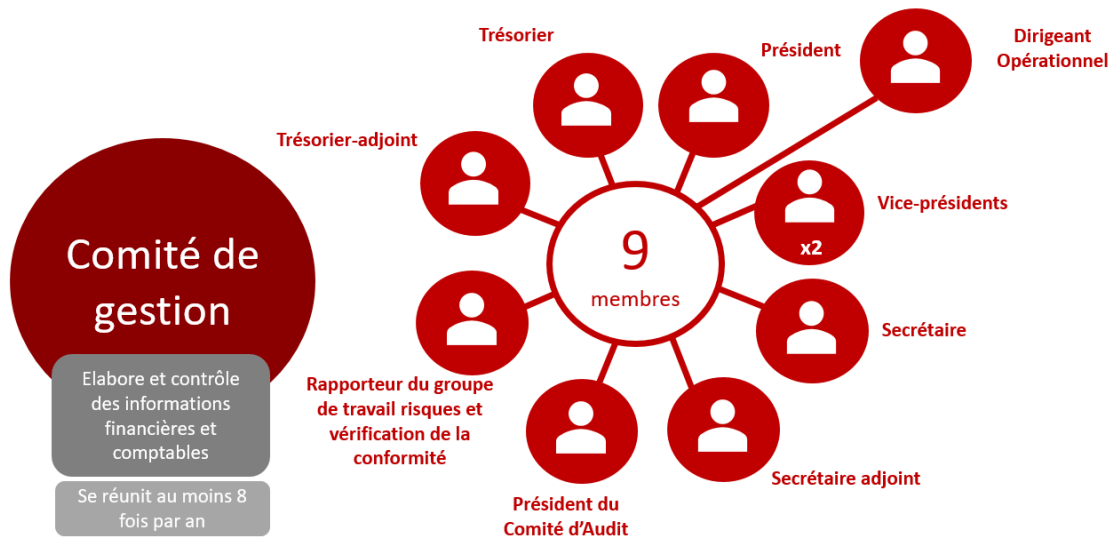 Trésorier
Président
Dirigeant
Opérationnel
Trésorier-adjoint
Vice-présidents
x2
Comité de
gestion
9
membres
Secrétaire
Elabore et contrôle
des informations
financières et
comptables
Rapporteur du groupe
de travail risques et
vérification de la
conformité
Secrétaire adjoint
Se réunit au moins 8
fois par an
Président du
Comité d’Audit